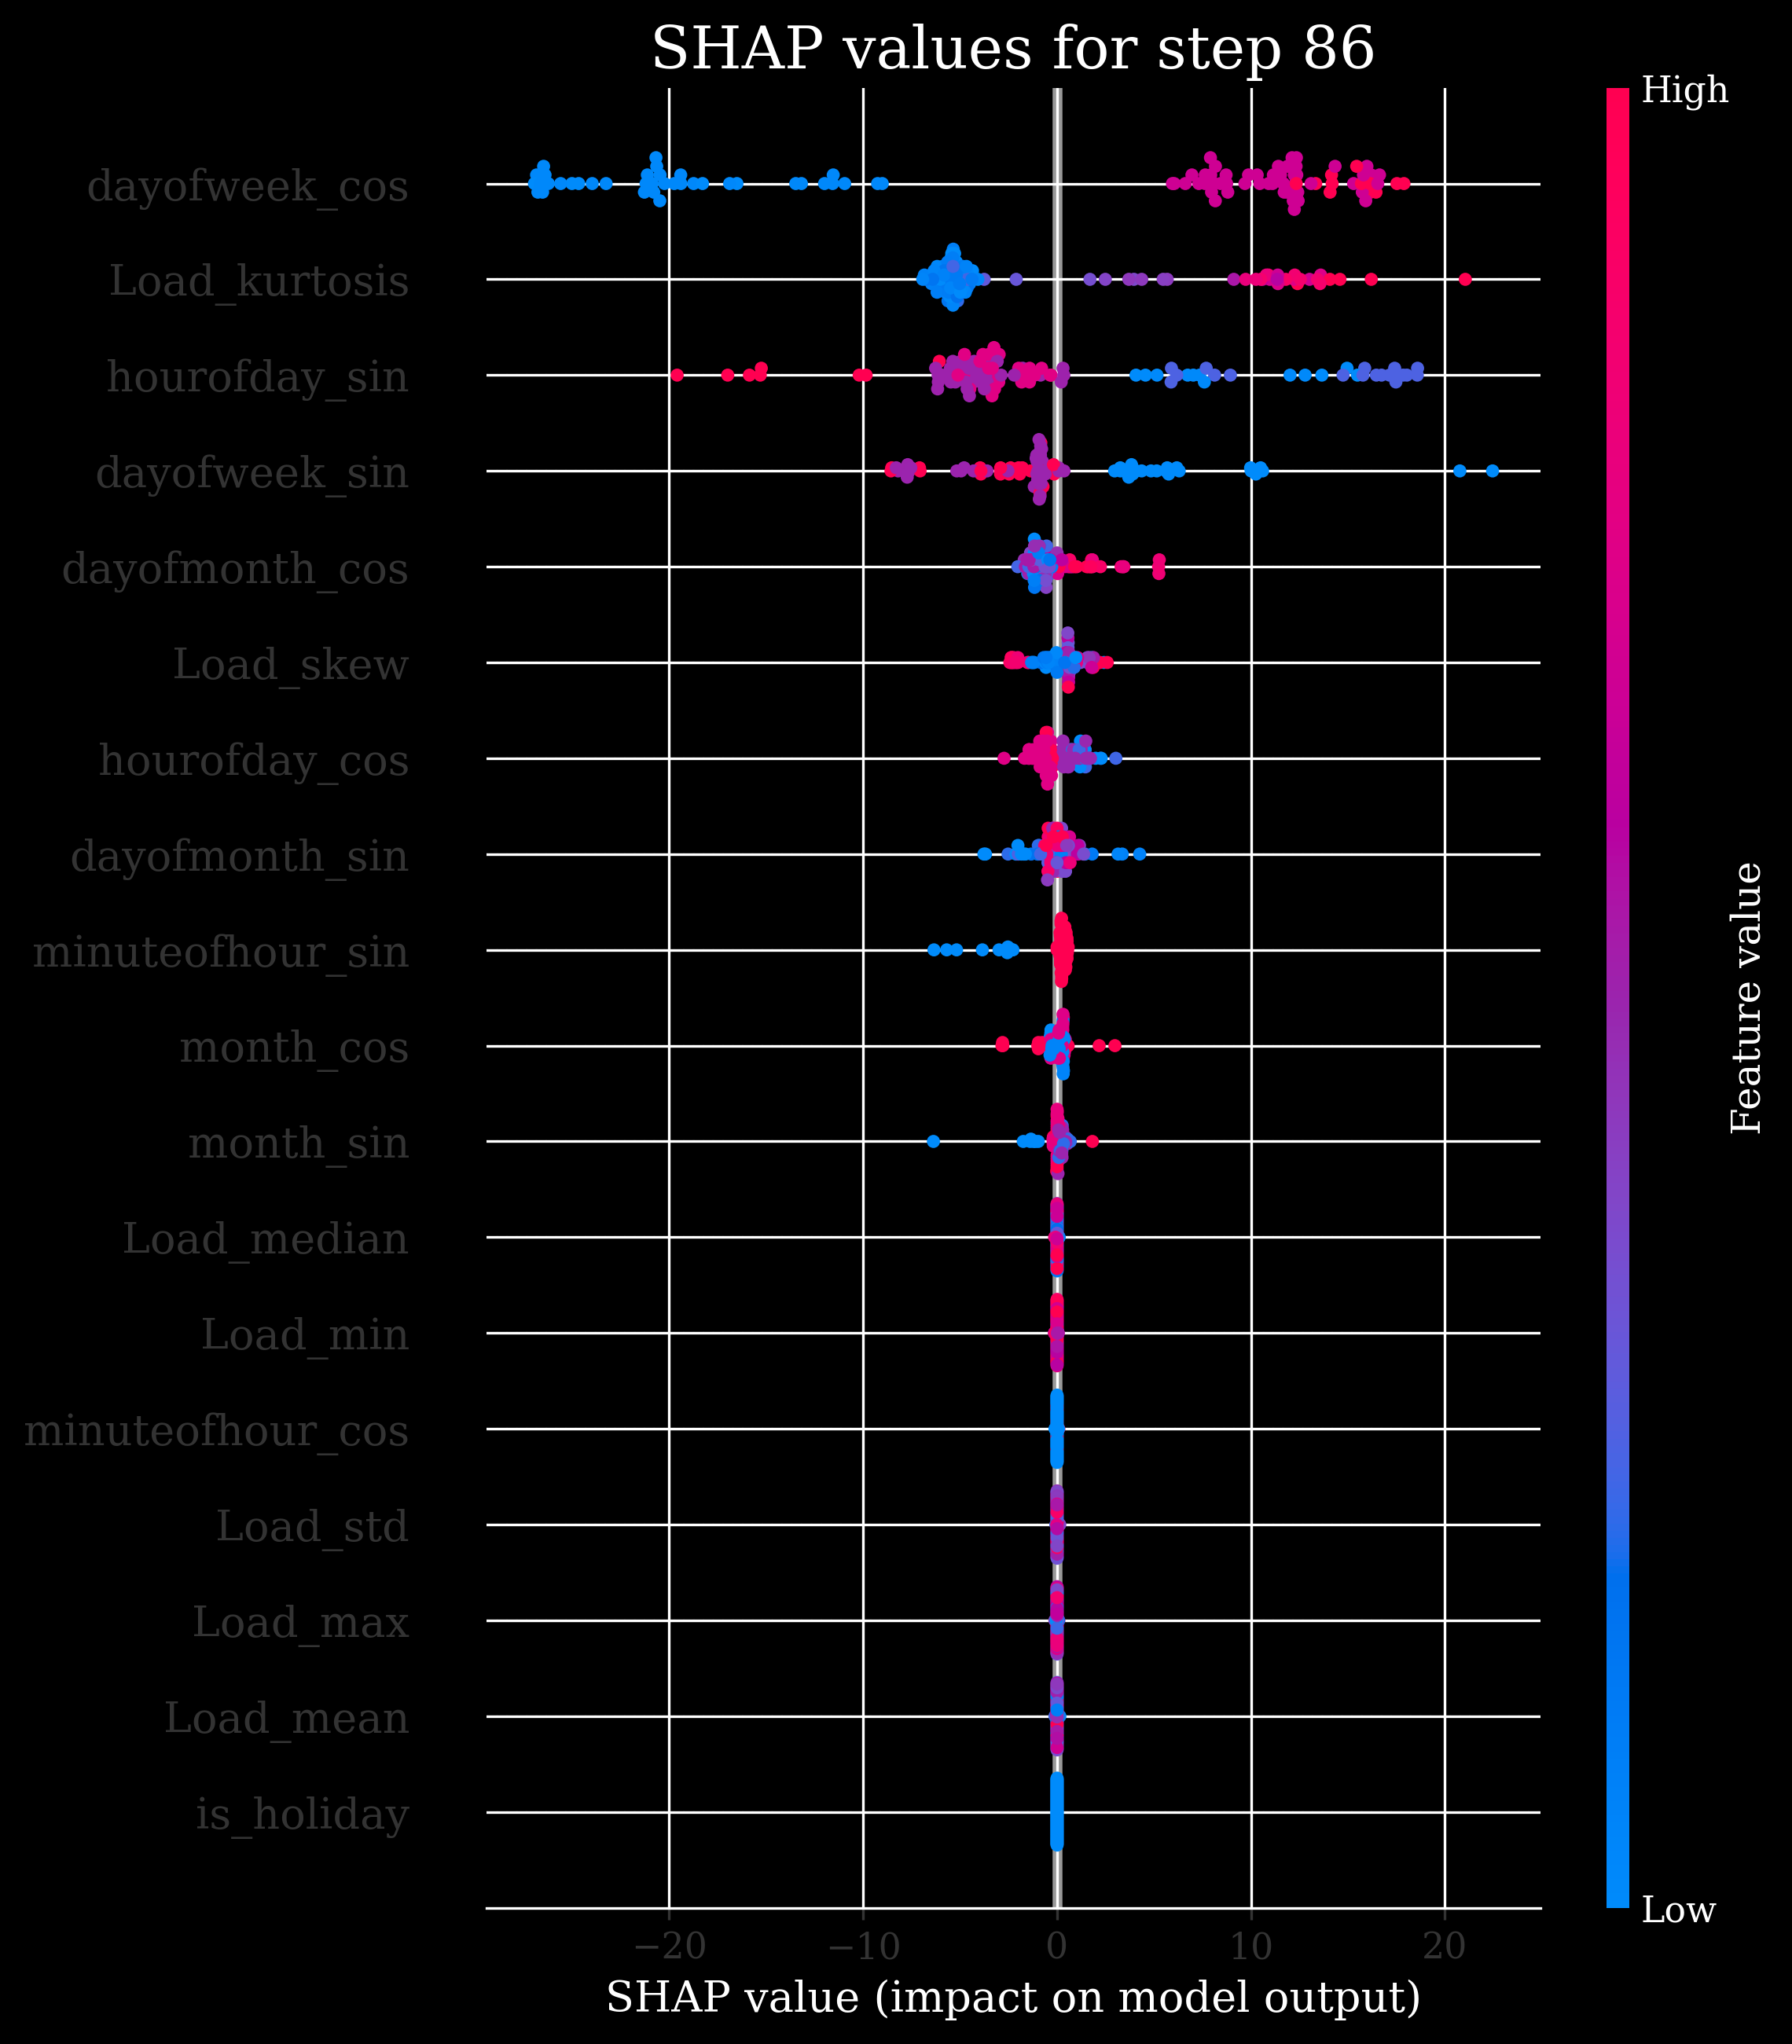 SHAP values for step 86
High
dayofweek_cos
Load_kurtosis
hourofday_sin
dayofweek_sin
dayofmonth_cos
Load_skew
hourofday_cos
dayofmonth_sin
minuteofhour_sin
month_cos
month_sin
Load_median
Load_min
minuteofhour_cos
Load_std
Load_max
Load_mean
is_holiday
Feature value
Low
−20 −10 0 10 20
SHAP value (impact on model output)